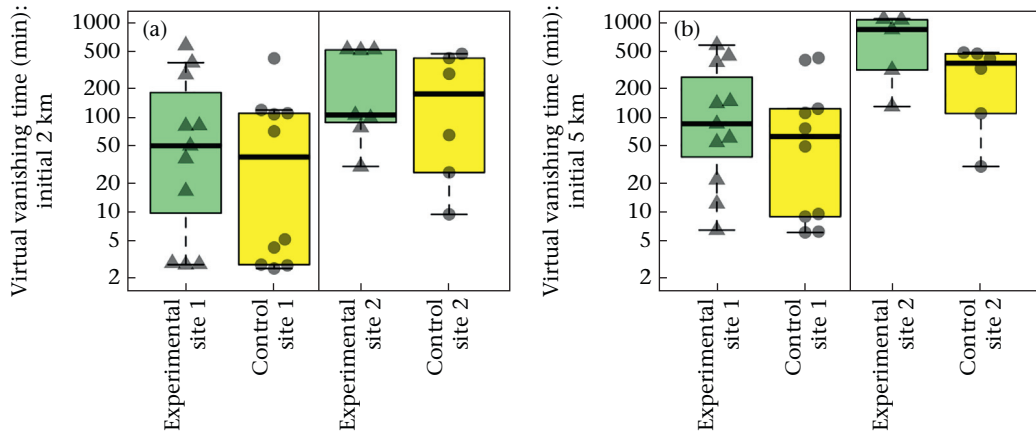 Virtual vanishing time (min):
initial 2 km
1000
500
200
100
50
20
10
5
2
(a)
Experimental
site 1
Control
site 1
Experimental
site 2
Control
site 2
Virtual vanishing time (min):
initial 5 km
1000
500
200
100
50
20
10
5
2
(b)
Experimental
site 1
Control
site 1
Experimental
site 2
Control
site 2